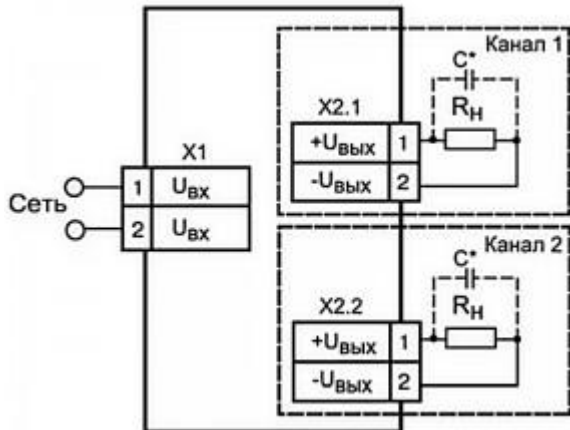 Канал 1
C*
RН
X2.1
+UВЫХ 1
-UВЫХ 2
X1
1 UВХ
2 UВХ
Сеть
Канал 2
C*
RН
X2.2
+UВЫХ 1
-UВЫХ 2